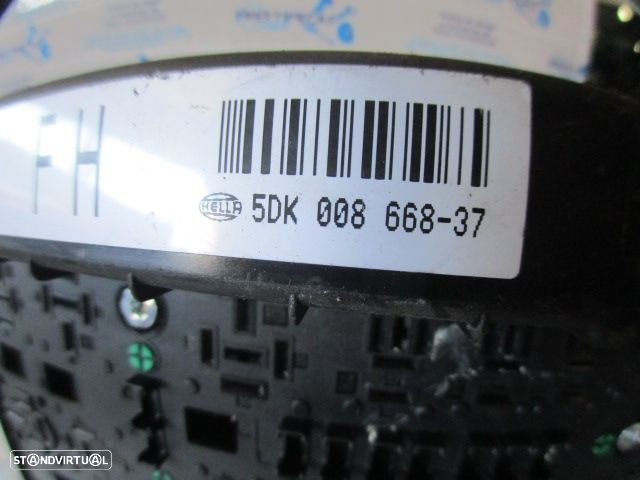 FH
HELLA 5DK 008 668-37
STANDVIRTUAL